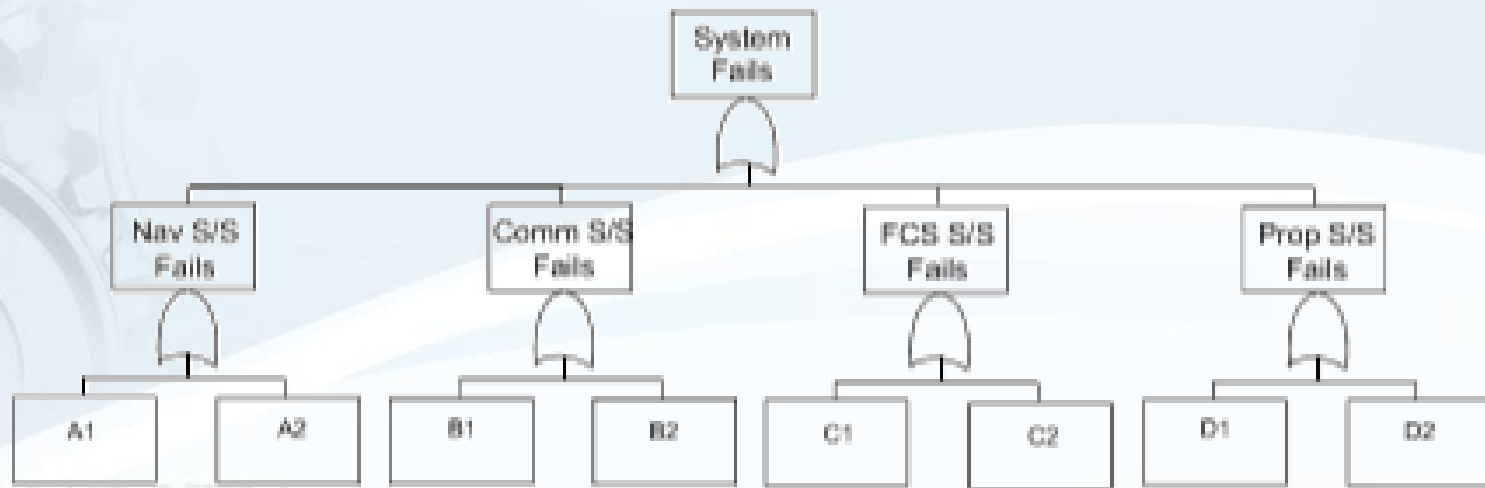 System
Fails
Nav S/S
Fails
Comm S/S
Fails
FCS S/S
Fails
Prop S/S
Fails
A1
A2
B1
B2
C1
C2
D1
D2